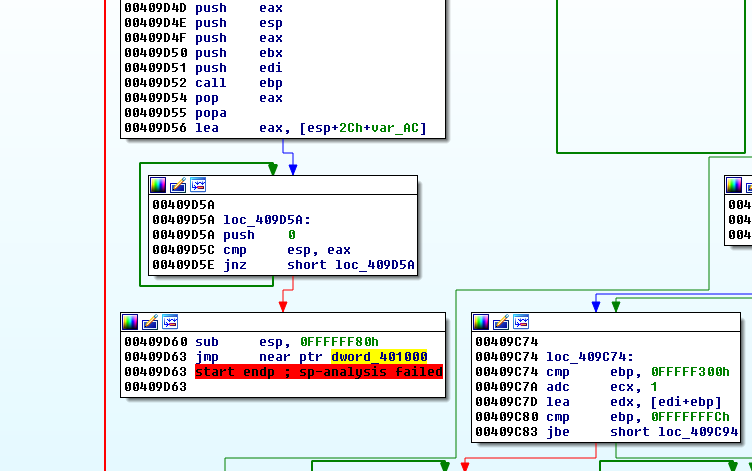 00409D4D push eax
00409D4E push esp
00409D4F push eax
00409D50 push ebx
00409D51 push edi
00409D52 call ebp
00409D54 pop eax
00409D55 popa
00409D56 lea eax, [esp+2Ch+var_AC]
00409D5A
00409D5A loc_409D5A:
00409D5A push 0
00409D5C cmp esp, eax
00409D5E jnz short loc_409D5A
00409D60 sub esp, 0FFFFFF80h
00409D63 jmp near ptr dword_401000
00409D63 start endp ; sp-analysis failed
00409D63
00409C74
00409C74 loc_409C74:
00409C74 cmp ebp, 0FFFFF300h
00409C7A adc ecx, 1
00409C7D lea edx, [edi+ebp]
00409C80 cmp ebp, 0FFFFFFFCh
00409C83 jbe short loc_409C94
004
004
004